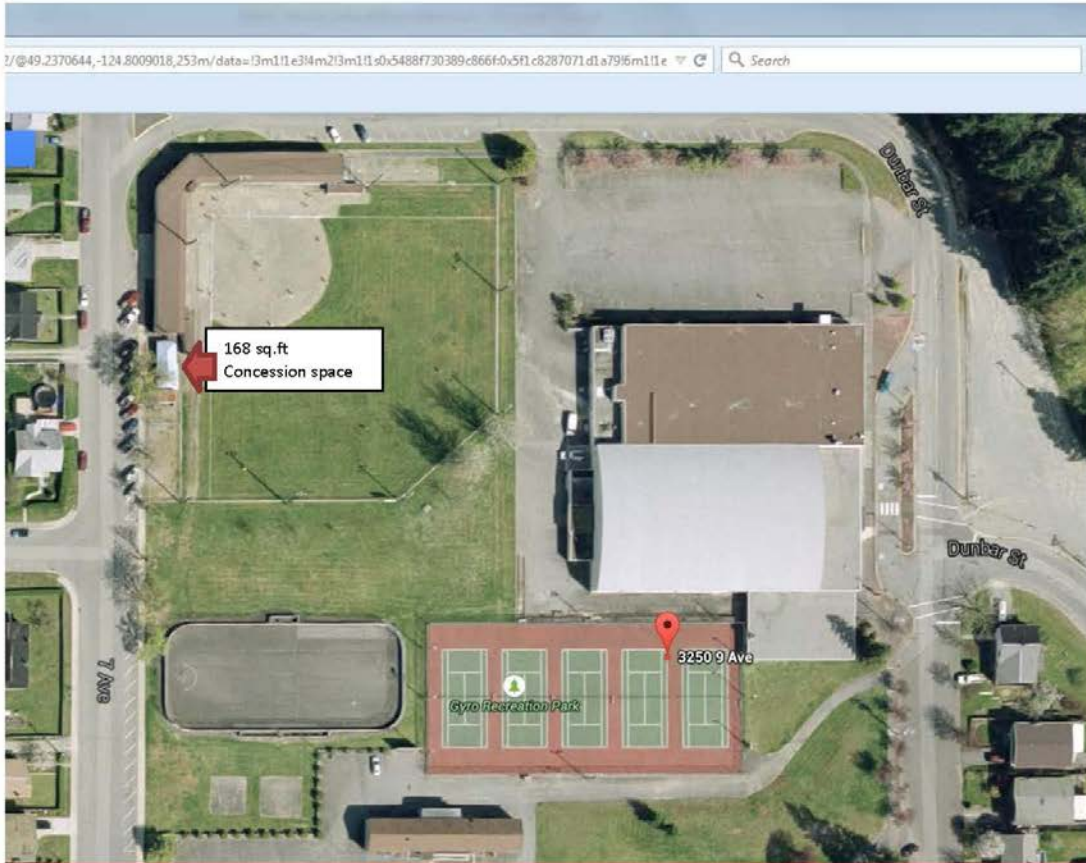 2/@49.2370644,-124.8009018,253m/data=!3m1!1e3!4m2!3m1!1s0x5488f730389c866f:0x5f1c8287071d1a79!6m1!1e
Search
Dunbar St
168 sq.ft
Concession space
Dunbar St
3250 9 Ave
7 Ave
Gyro Recreation Park